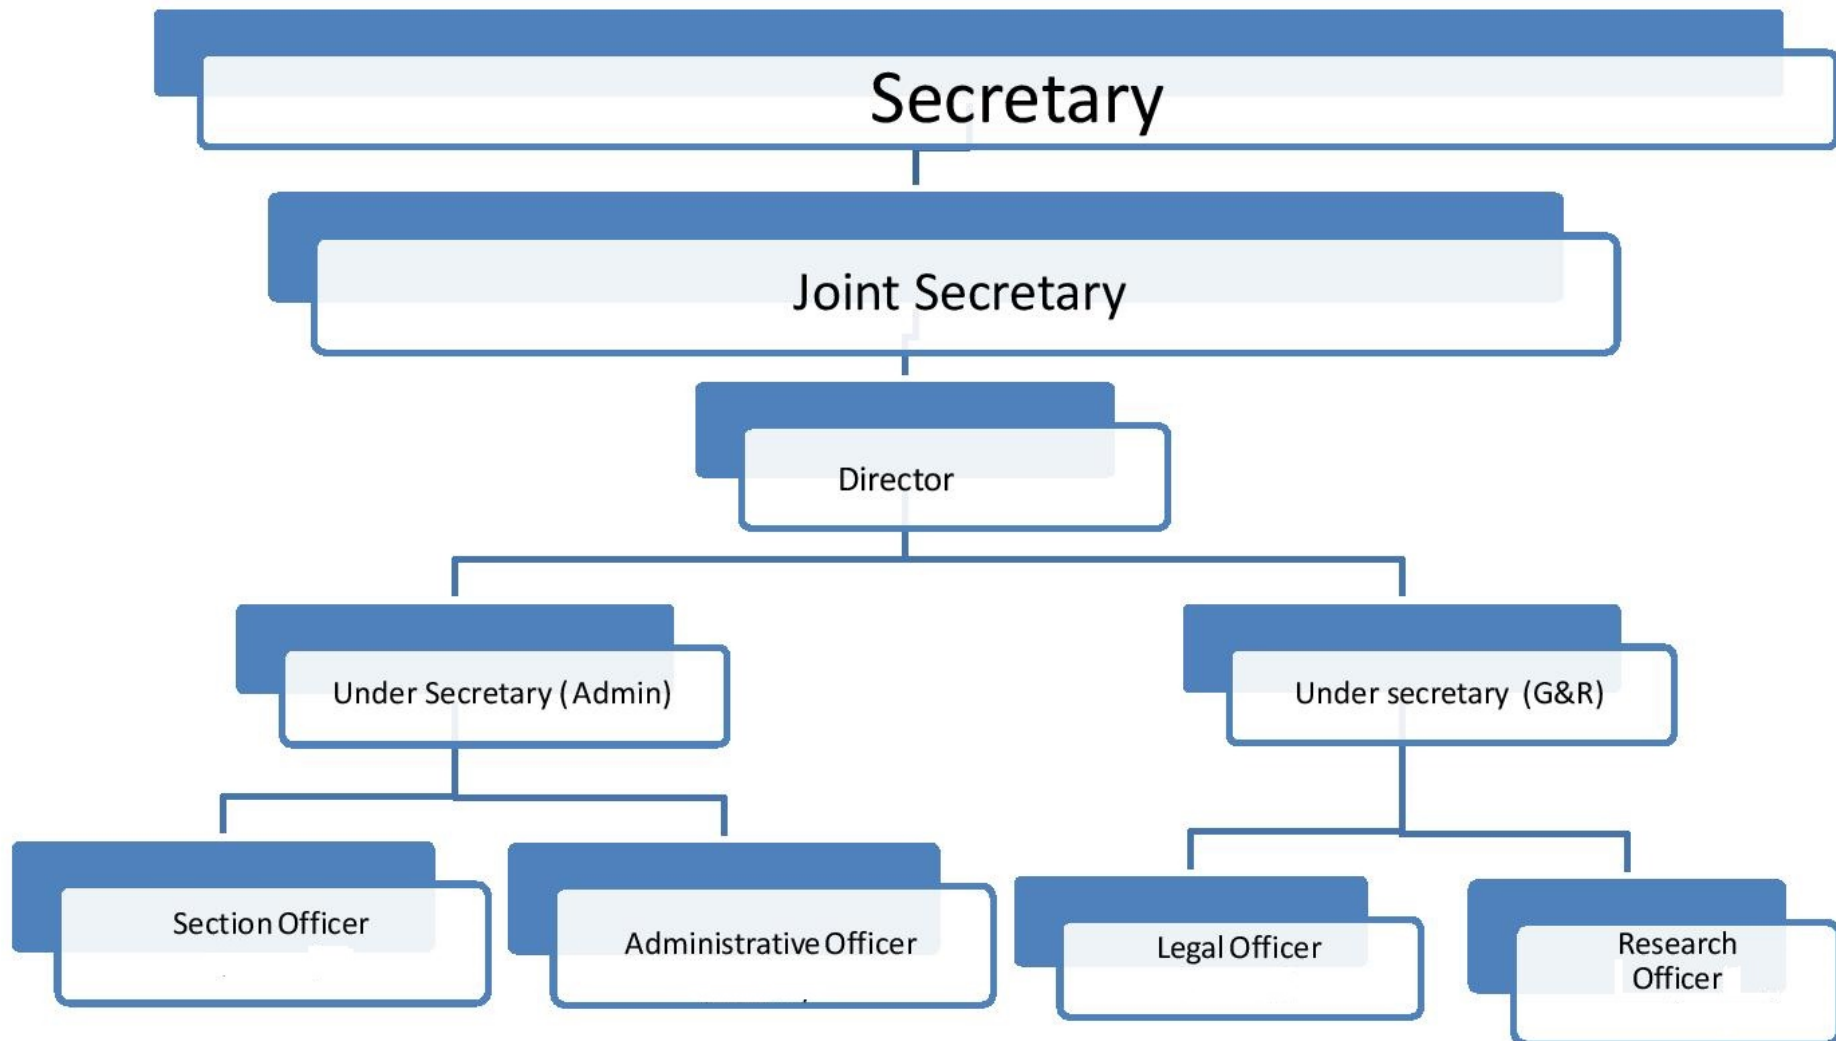 Secretary
Joint Secretary
Director
Under Secretary (Admin)
Under secretary (G&R)
Section Officer
Administrative Officer
Legal Officer
Research
Officer